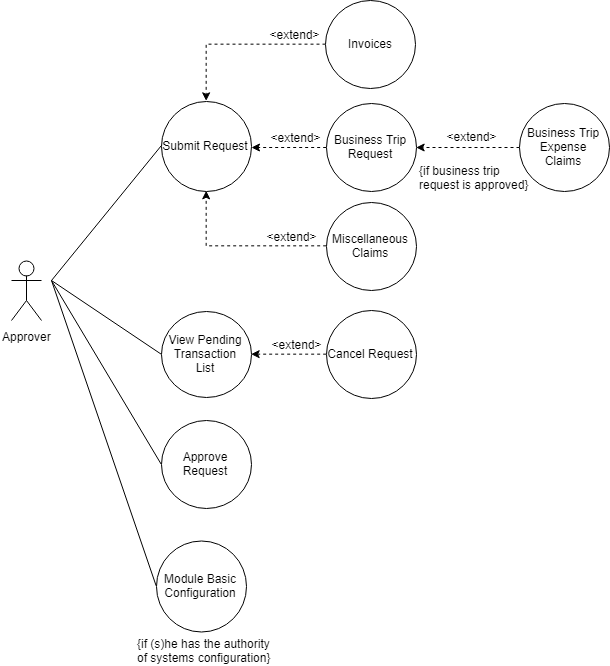 <extend>
Invoices
Submit Request
<extend>
Business Trip
Request
<extend>
Business Trip
Expense
Claims
{if business trip
request is approved}
<extend>
Miscellaneous
Claims
Approver
View Pending
Transaction
List
<extend>
Cancel Request
Approve
Request
Module Basic
Configuration
{if (s)he has the authority
of systems configuration}